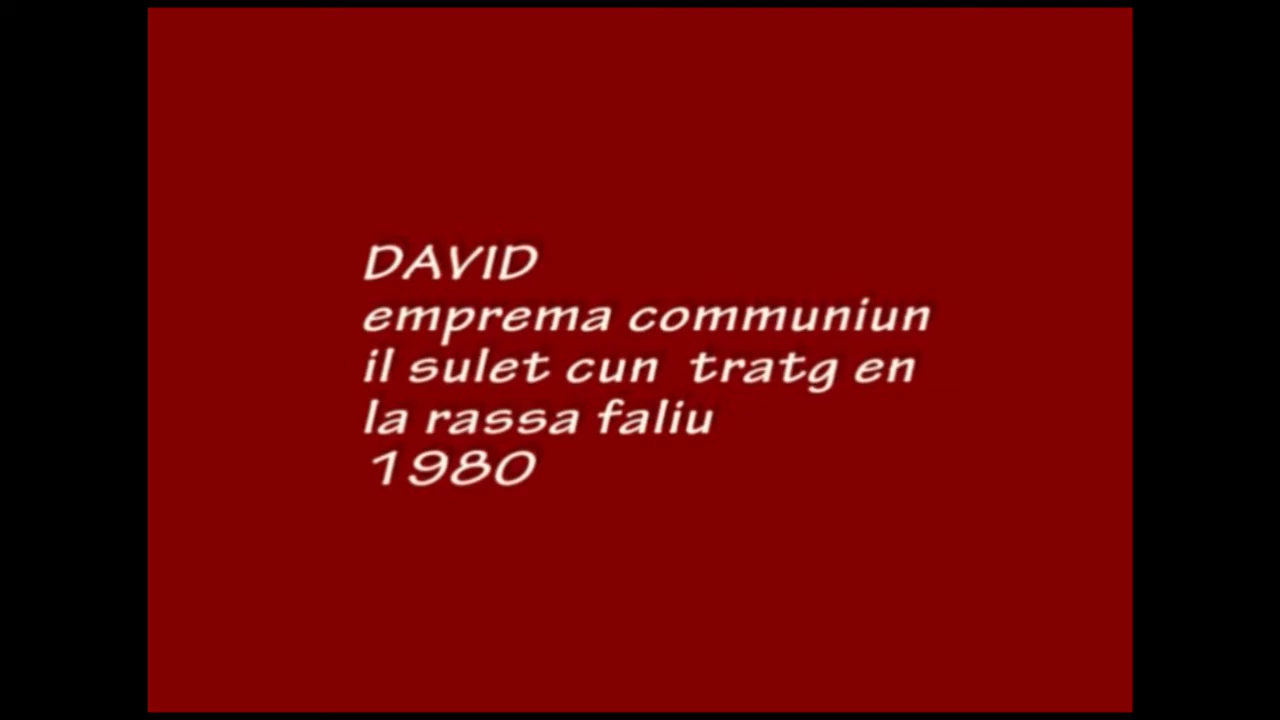 DAVID
emprema communiun
il sulet cun tratg en
la rassa faliu
1980